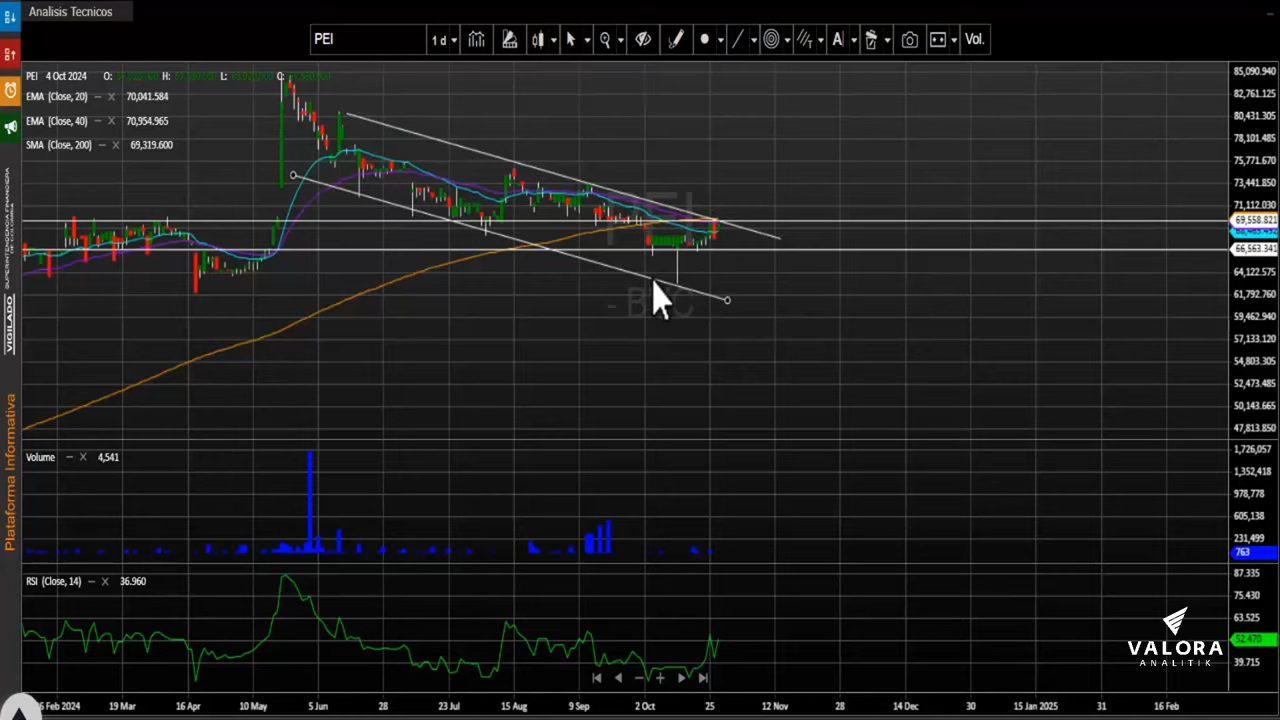 Analisis Tecnicos
PEI
1 d
A
Vol.
PEI 4 Oct 2024 O: H: L: C:
EMA (Close, 20) 70,041.584
EMA (Close, 40) 70,954.965
SMA (Close, 200) 69,319.600
85,090.940
82,761.125
80,431.305
78,101.485
75,771.670
73,441.850
71,112.030
69,558.821
66,563.341
64,122.575
61,792.760
59,462.940
57,133.120
54,803.305
52,473.485
50,143.665
47,813.850
PEI
- BVC
Volume 4,541
1,726,057
1,352,418
978,778
605,138
231,499
763
RSI (Close, 14) 36.960
87.335
75.430
63.525
52.470
39.715
Feb 2024
19 Mar
16 Apr
10 May
5 Jun
28
23 Jul
15 Aug
9 Sep
2 Oct
25
12 Nov
28
14 Dec
30
15 Jan 2025
31
16 Feb
SUPERINTENDENCIA FINANCIERA DE COLOMBIA
VIGILADO
Plataforma Informativa
VALORA
ANALITIK